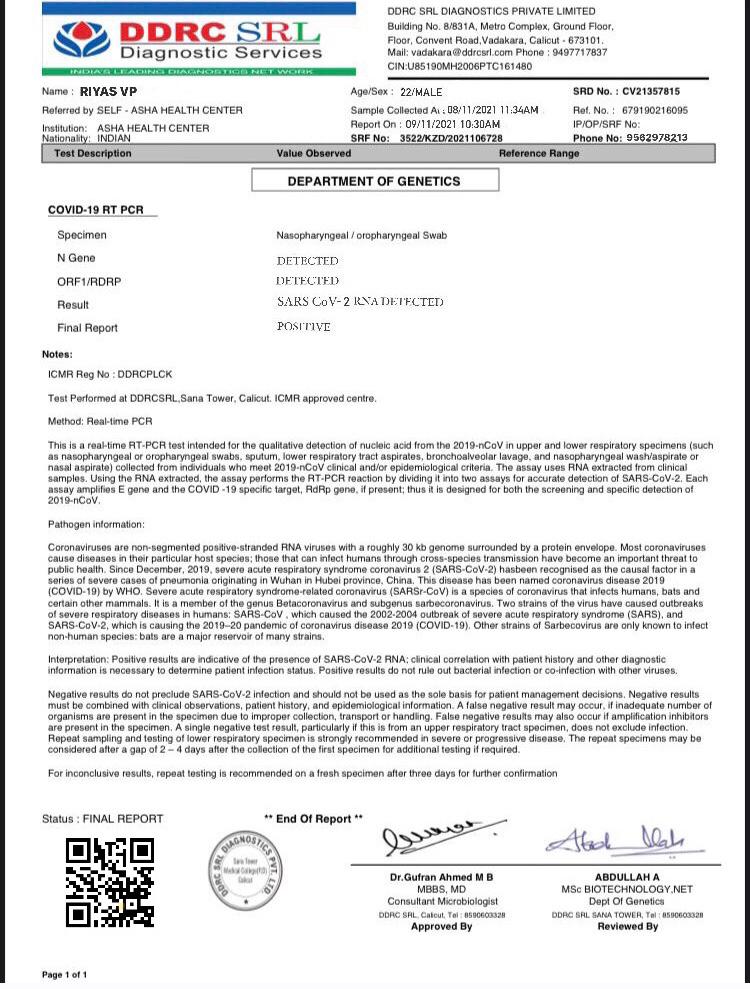 DDRC SRL
Diagnostic Services
INDIA'S LEADING DIAGNOSTICS NET WORK
DDRC SRL DIAGNOSTICS PRIVATE LIMITED
Building No. 8/831A, Metro Complex, Ground Floor,
Floor, Convent Road,Vadakara, Calicut - 673101.
Mail: vadakara@ddrcsrl.com Phone : 9497717837
CIN:U85190MH2006PTC161480
Name : RIYAS VP
Age/Sex : 22/MALE
SRD No. : CV21357815
Referred by SELF - ASHA HEALTH CENTER
Sample Collected At : 08/11/2021 11:34AM
Ref. No. : 679190216095
Institution: ASHA HEALTH CENTER
Report On : 09/11/2021 10:30AM
IP/OP/SRF No:
Nationality: INDIAN
SRF No: 3522/KZD/2021106728
Phone No: 9562978213
Test Description Value Observed Reference Range
DEPARTMENT OF GENETICS
COVID-19 RT PCR
Specimen Nasopharyngeal / oropharyngeal Swab
N Gene DETECTED
ORF1/RDRP DETECTED
Result SARS CoV-2 RNA DETECTED
Final Report POSITIVE
Notes:
ICMR Reg No : DDRCPLCK
Test Performed at DDRCSRL,Sana Tower, Calicut. ICMR approved centre.
Method: Real-time PCR
This is a real-time RT-PCR test intended for the qualitative detection of nucleic acid from the 2019-nCoV in upper and lower respiratory specimens (such
as nasopharyngeal or oropharyngeal swabs, sputum, lower respiratory tract aspirates, bronchoalveolar lavage, and nasopharyngeal wash/aspirate or
nasal aspirate) collected from individuals who meet 2019-nCoV clinical and/or epidemiological criteria. The assay uses RNA extracted from clinical
samples. Using the RNA extracted, the assay performs the RT-PCR reaction by dividing it into two assays for accurate detection of SARS-CoV-2. Each
assay amplifies E gene and the COVID -19 specific target, RdRp gene, if present; thus it is designed for both the screening and specific detection of
2019-nCoV.
Pathogen information:
Coronaviruses are non-segmented positive-stranded RNA viruses with a roughly 30 kb genome surrounded by a protein envelope. Most coronaviruses
cause diseases in their particular host species; those that can infect humans through cross-species transmission have become an important threat to
public health. Since December, 2019, severe acute respiratory syndrome coronavirus 2 (SARS-CoV-2) hasbeen recognised as the causal factor in a
series of severe cases of pneumonia originating in Wuhan in Hubei province, China. This disease has been named coronavirus disease 2019
(COVID-19) by WHO. Severe acute respiratory syndrome-related coronavirus (SARSr-CoV) is a species of coronavirus that infects humans, bats and
certain other mammals. It is a member of the genus Betacoronavirus and subgenus sarbecoronavirus. Two strains of the virus have caused outbreaks
of severe respiratory diseases in humans: SARS-CoV , which caused the 2002-2004 outbreak of severe acute respiratory syndrome (SARS), and
SARS-CoV-2, which is causing the 2019–20 pandemic of coronavirus disease 2019 (COVID-19). Other strains of Sarbecovirus are only known to infect
non-human species: bats are a major reservoir of many strains.
Interpretation: Positive results are indicative of the presence of SARS-CoV-2 RNA; clinical correlation with patient history and other diagnostic
information is necessary to determine patient infection status. Positive results do not rule out bacterial infection or co-infection with other viruses.
Negative results do not preclude SARS-CoV-2 infection and should not be used as the sole basis for patient management decisions. Negative results
must be combined with clinical observations, patient history, and epidemiological information. A false negative result may occur, if inadequate number of
organisms are present in the specimen due to improper collection, transport or handling. False negative results may also occur if amplification inhibitors
are present in the specimen. A single negative test result, particularly if this is from an upper respiratory tract specimen, does not exclude infection.
Repeat sampling and testing of lower respiratory specimen is strongly recommended in severe or progressive disease. The repeat specimens may be
considered after a gap of 2 – 4 days after the collection of the first specimen for additional testing if required.
For inconclusive results, repeat testing is recommended on a fresh specimen after three days for further confirmation
Status : FINAL REPORT
** End Of Report **
DDRC SRL DIAGNOSTICS PVT. LTD.
Sana Tower
Medical College(P.O)
Calicut
Dr.Gufran Ahmed M B
MBBS, MD
Consultant Microbiologist
DDRC SRL, Calicut, Tel : 8590603328
Approved By
ABDULLAH A
MSc BIOTECHNOLOGY,NET
Dept Of Genetics
DDRC SRL SANA TOWER, Tel : 8590603328
Reviewed By
Page 1 of 1